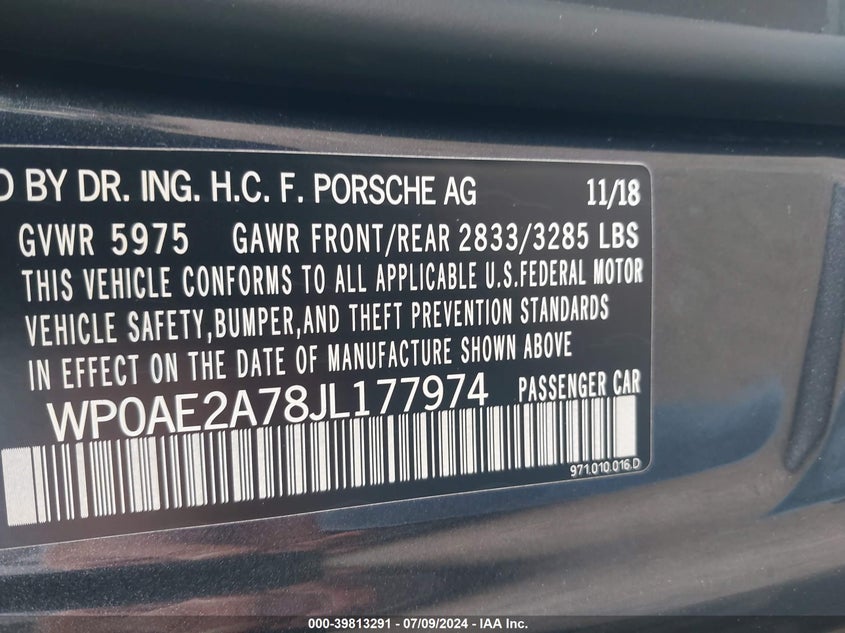 D BY DR. ING. H.C. F. PORSCHE AG 11/18
GVWR 5975 GAWR FRONT/REAR 2833/3285 LBS
THIS VEHICLE CONFORMS TO ALL APPLICABLE U.S.FEDERAL MOTOR
VEHICLE SAFETY,BUMPER,AND THEFT PREVENTION STANDARDS
IN EFFECT ON THE DATE OF MANUFACTURE SHOWN ABOVE
WP0AE2A78JL177974 PASSENGER CAR
971.010.016.D
000-39813291 - 07/09/2024 - IAA Inc.